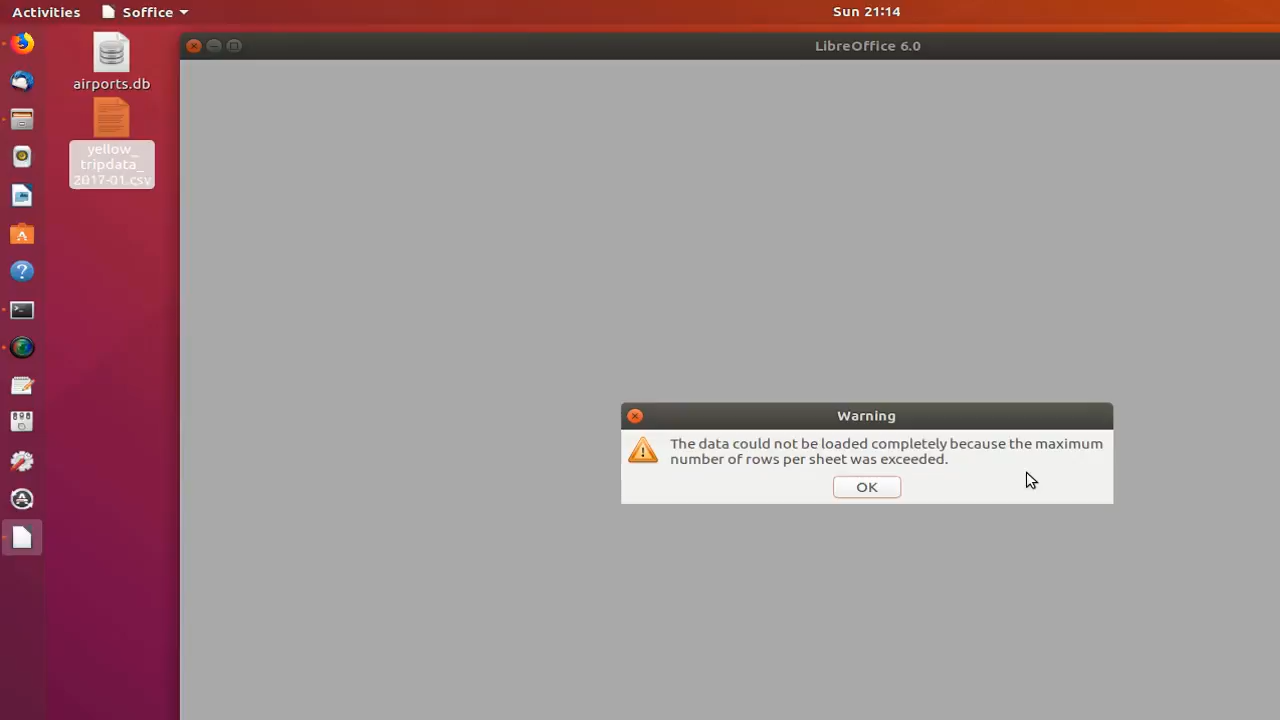 Activities
Soffice
Sun 21:14
LibreOffice 6.0
airports.db
yellow_
tripdata_
2017-01.csv
Warning
The data could not be loaded completely because the maximum
number of rows per sheet was exceeded.
OK